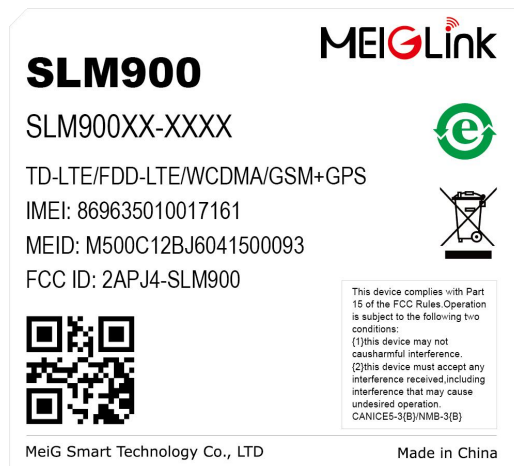 MEIGLink
SLM900
SLM900XX-XXXX
TD-LTE/FDD-LTE/WCDMA/GSM+GPS
IMEI: 869635010017161
MEID: M500C12BJ6041500093
FCC ID: 2APJ4-SLM900
e
This device complies with Part
15 of the FCC Rules.Operation
is subject to the following two
conditions:
{1}this device may not
causharmful interference.
{2}this device must accept any
interference received,including
interference that may cause
undesired operation.
CANICE5-3{B}/NMB-3{B}
MeiG Smart Technology Co., LTD
Made in China